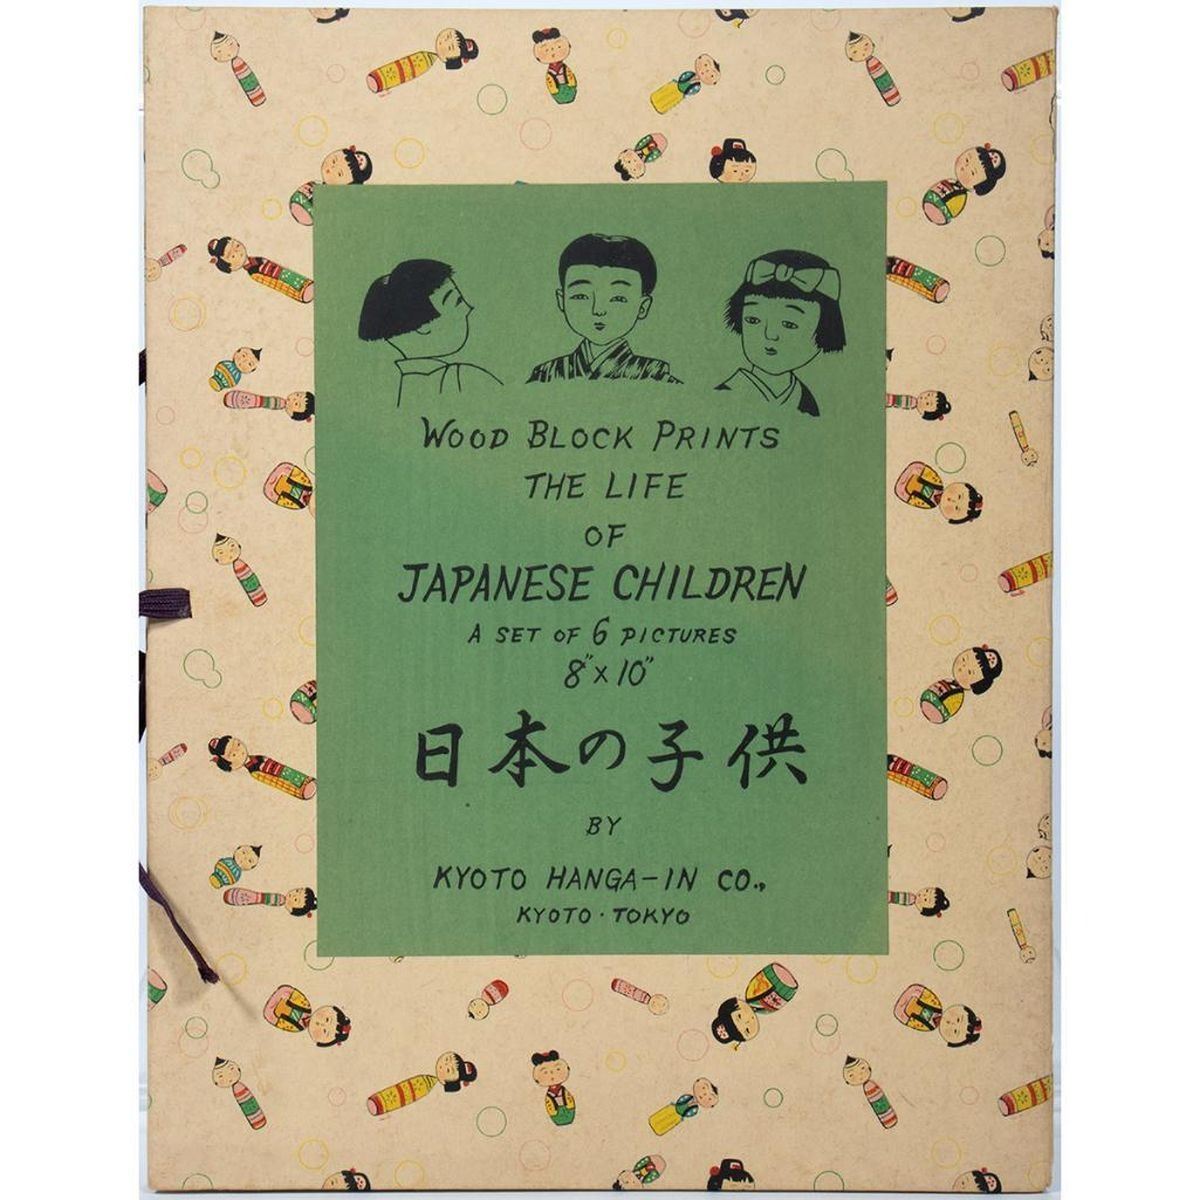 WOOD BLOCK PRINTS
THE LIFE
OF
JAPANESE CHILDREN
A SET OF 6 PICTURES
8" x 10"
日本の子供
BY
KYOTO HANGA-IN CO.,
KYOTO · TOKYO